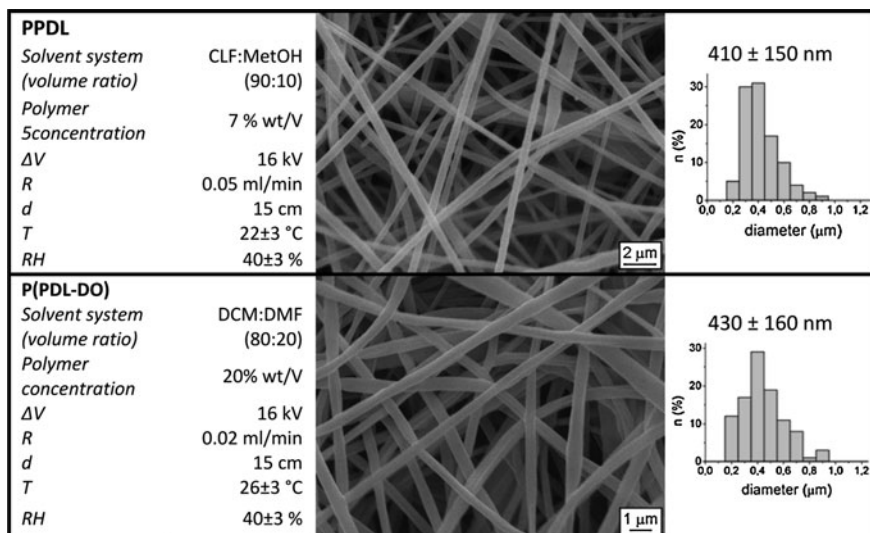 PPDL
Solvent system CLF:MetOH
(volume ratio) (90:10)
Polymer
5concentration 7 % wt/V
ΔV 16 kV
R 0.05 ml/min
d 15 cm
T 22±3 °C
RH 40±3 %
2 μm
410 ± 150 nm
30
20
10
0
n (%)
0,0 0,2 0,4 0,6 0,8 1,0 1,2
diameter (μm)
P(PDL-DO)
Solvent system DCM:DMF
(volume ratio) (80:20)
Polymer
concentration 20% wt/V
ΔV 16 kV
R 0.02 ml/min
d 15 cm
T 26±3 °C
RH 40±3 %
1 μm
430 ± 160 nm
30
20
10
0
n (%)
0,0 0,2 0,4 0,6 0,8 1,0 1,2
diameter (μm)